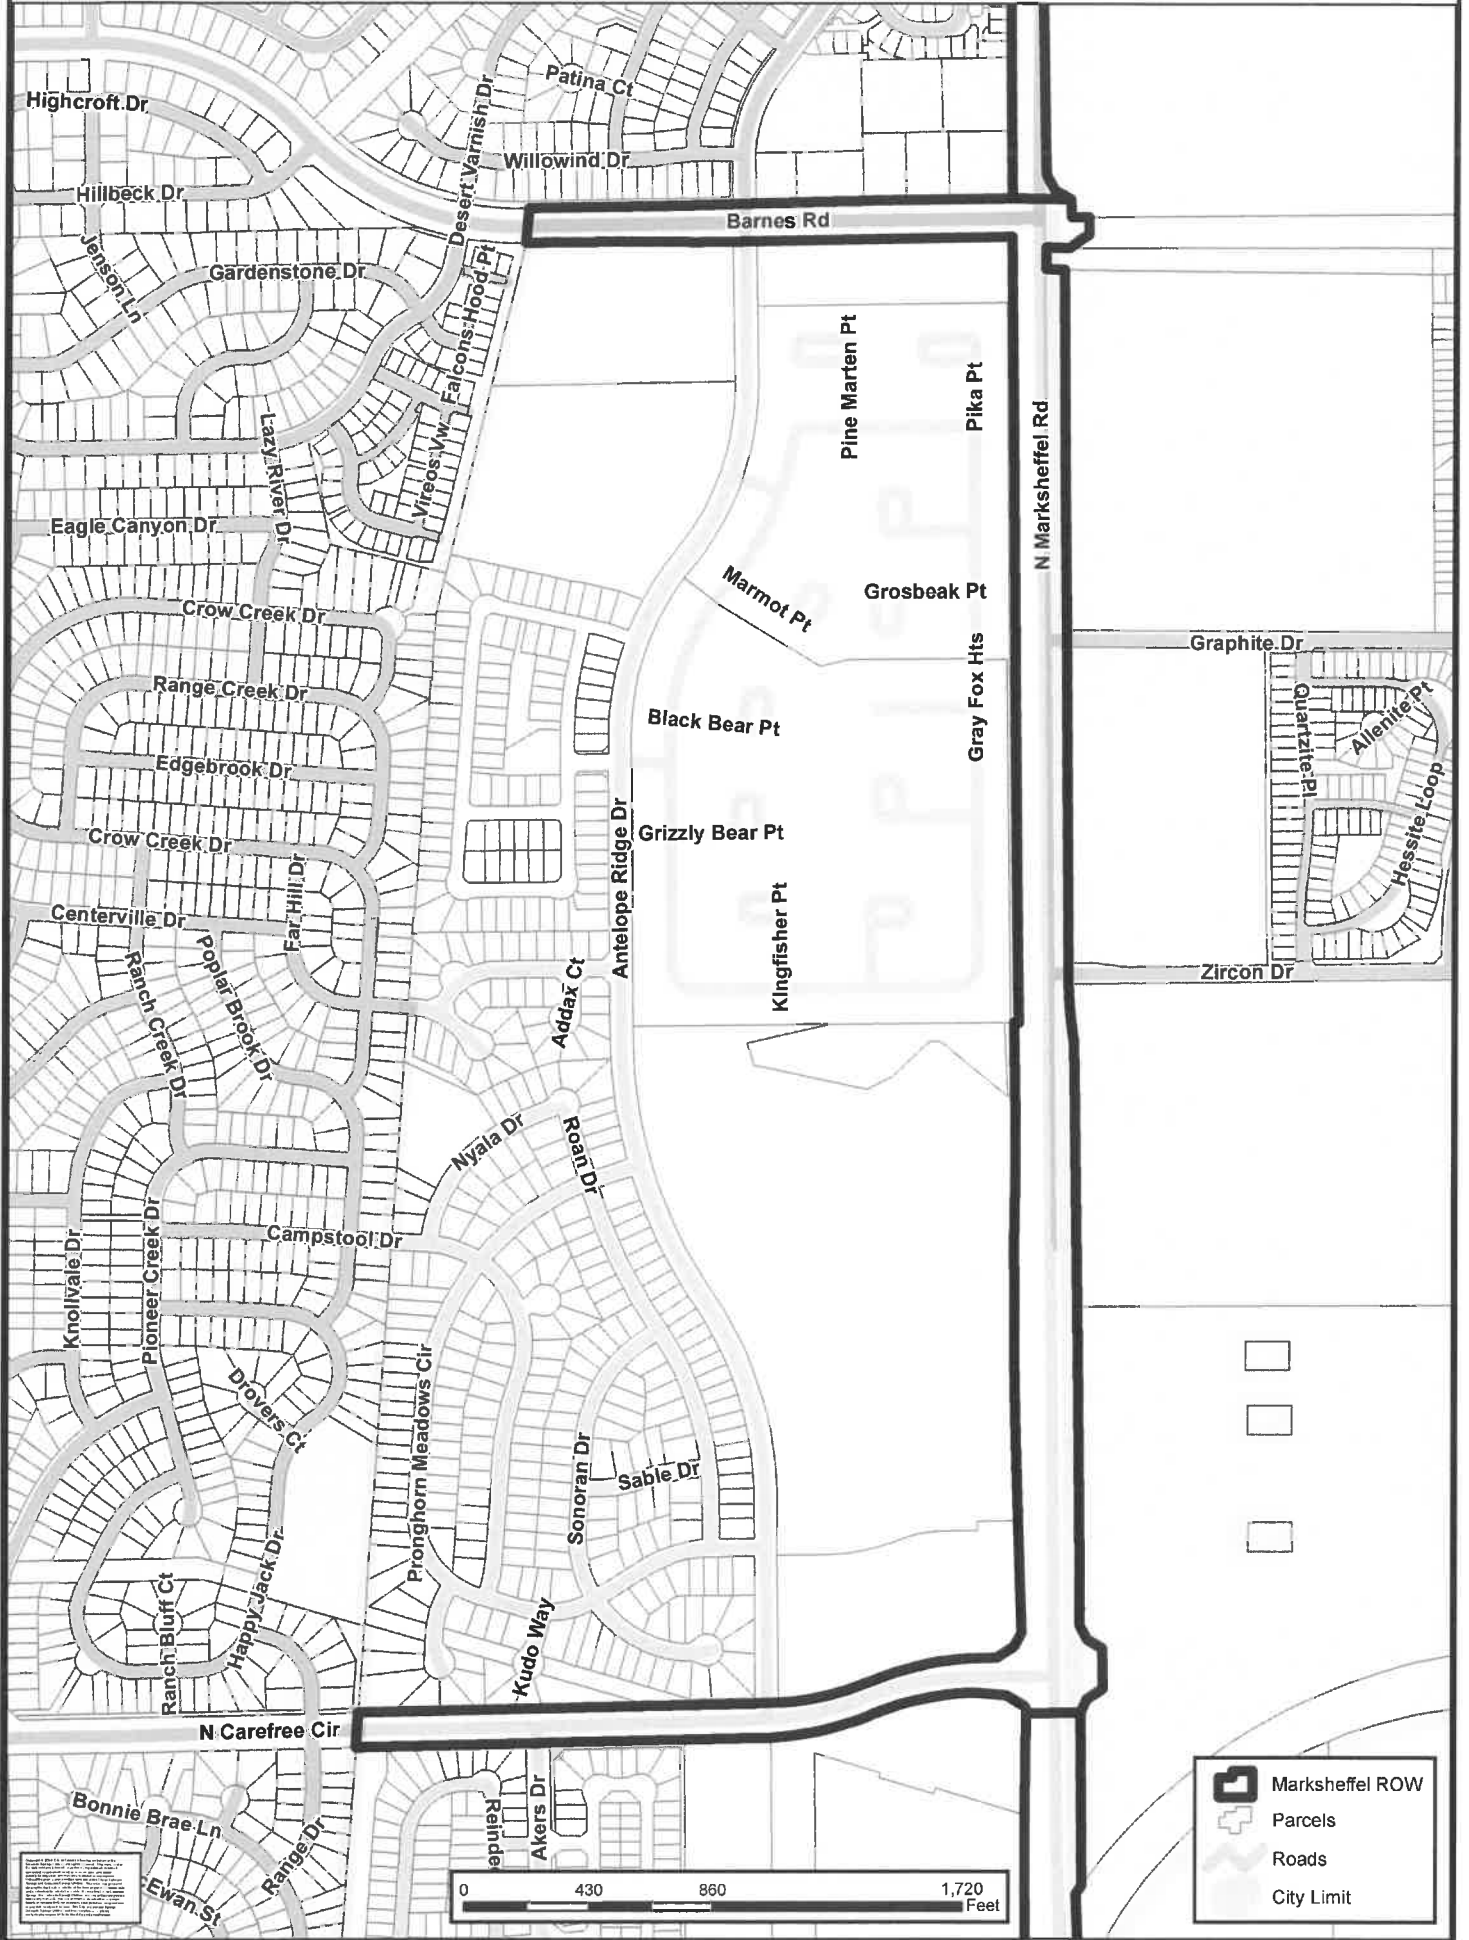 Patina Ct
Highcroft Dr
Desert Varnish Dr
Willowind Dr
Hillbeck Dr
Barnes Rd
Jenson Ln
Gardenstone Dr
Falcons Hood Pt
Pine Marten Pt
Pika Pt
N Marksheffel Rd
Lazy River Dr
Vireos Vw
Eagle Canyon Dr
Marmot Pt
Grosbeak Pt
Crow Creek Dr
Graphite Dr
Gray Fox Hts
Range Creek Dr
Quartzite Pl
Allenite Pt
Black Bear Pt
Edgebrook Dr
Hessite Loop
Antelope Ridge Dr
Grizzly Bear Pt
Crow Creek Dr
Far Hill Dr
KIngfisher Pt
Centerville Dr
Poplar Brook Dr
Ranch Creek Dr
Addax Ct
Zircon Dr
Nyala Dr
Roan Dr
Knollvale Dr
Pioneer Creek Dr
Campstool Dr
Pronghorn Meadows Cir
Drovers Ct
Sonoran Dr
Sable Dr
Happy Jack Dr
Ranch Bluff Ct
Kudo Way
N Carefree Cir
Bonnie Brae Ln
Range Dr
Reinde
Akers Dr
Ewan St
0 430 860 1,720
Feet
Marksheffel ROW
Parcels
Roads
City Limit